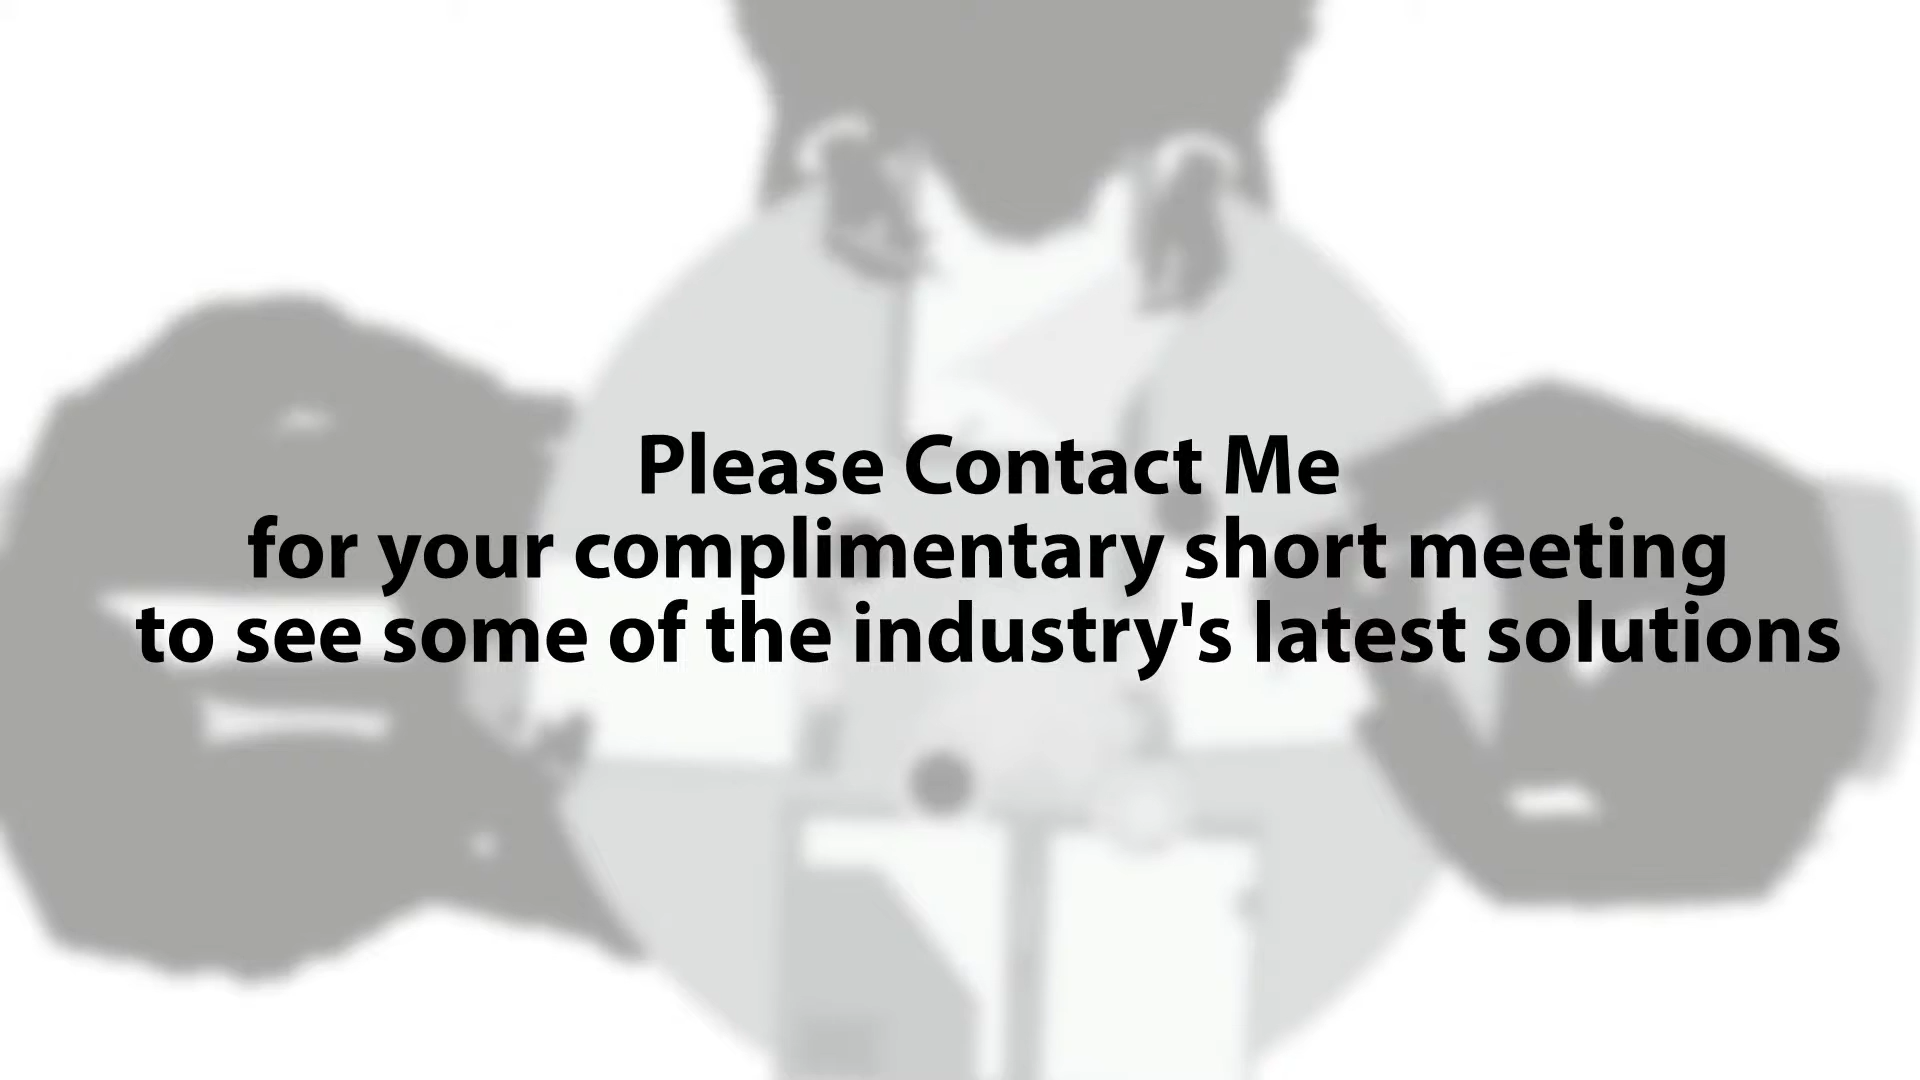 Please Contact Me
for your complimentary short meeting
to see some of the industry's latest solutions